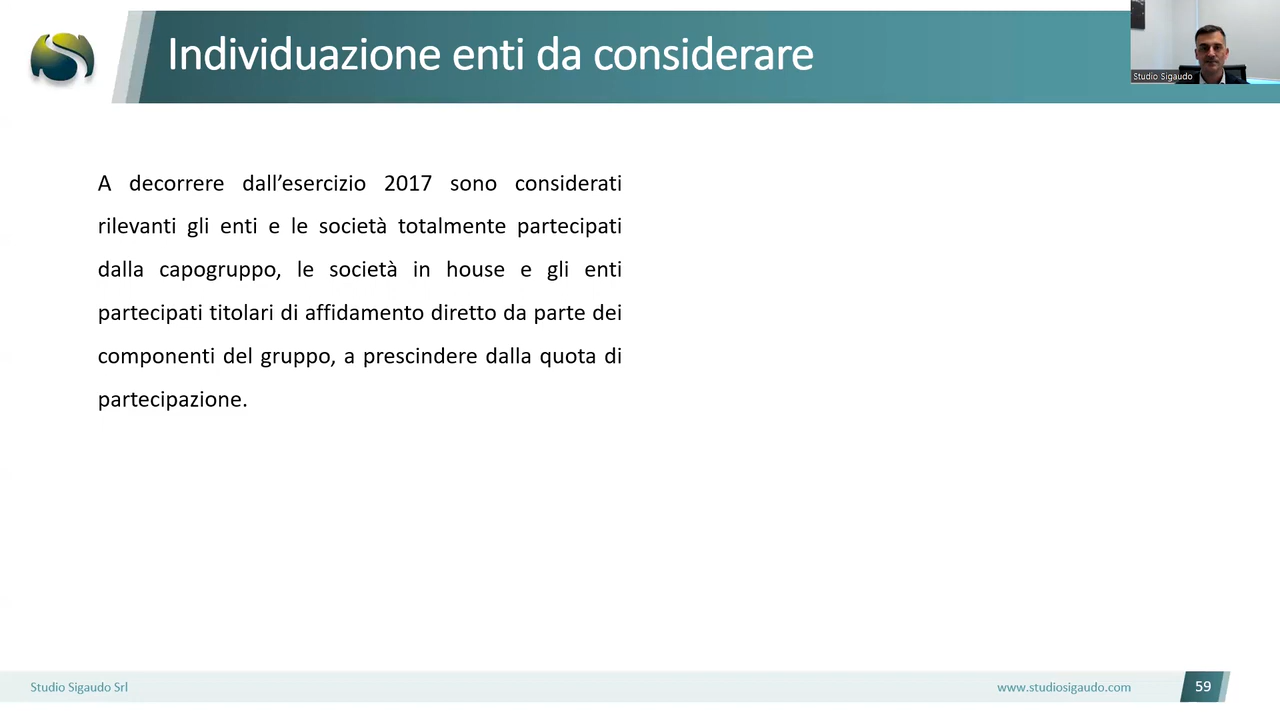 Individuazione enti da considerare
Studio Sigaudo
A decorrere dall’esercizio 2017 sono considerati
rilevanti gli enti e le società totalmente partecipati
dalla capogruppo, le società in house e gli enti
partecipati titolari di affidamento diretto da parte dei
componenti del gruppo, a prescindere dalla quota di
partecipazione.
Studio Sigaudo Srl
www.studiosigaudo.com
59